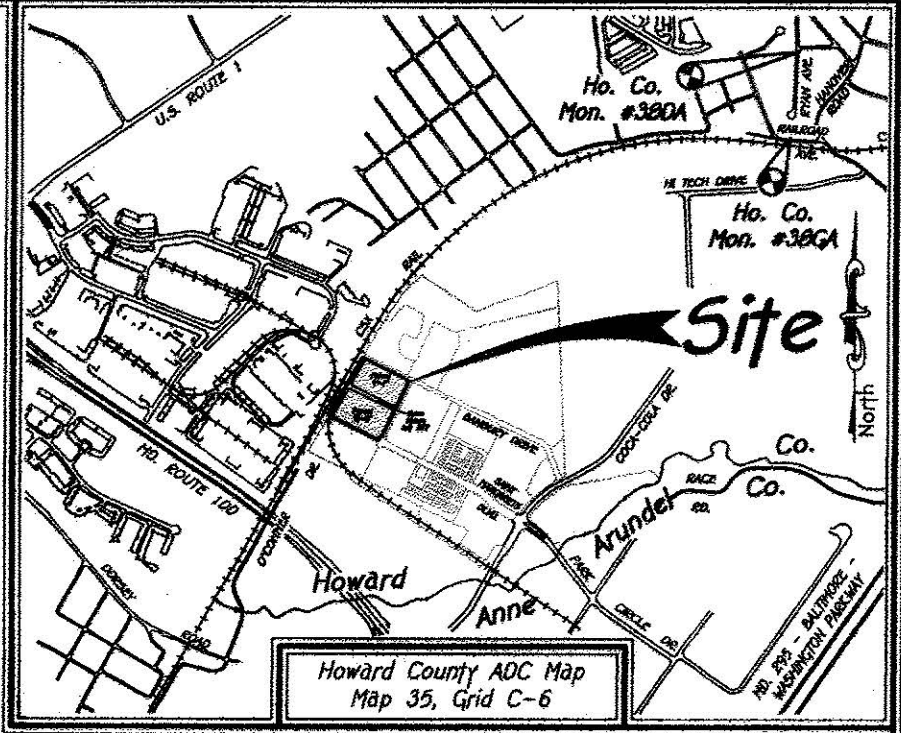 U.S. ROUTE 1
Ho. Co.
Mon. #38DA
RYAN AVE.
HANOVER
ROAD
RAILROAD
AVE.
HI TECH DRIVE
Ho. Co.
Mon. #38GA
RAIL
CSX
Site
North
BANBURY DRIVE
COCA-COLA DR.
MD. ROUTE 100
O'CONNOR
DR.
PARK
CIRCLE DR.
RACE
RD.
Howard Co.
Anne Arundel Co.
DORSEY
ROAD
MD. 295 - BALTIMORE -
WASHINGTON PARKWAY
Howard County ADC Map
Map 35, Grid C-6